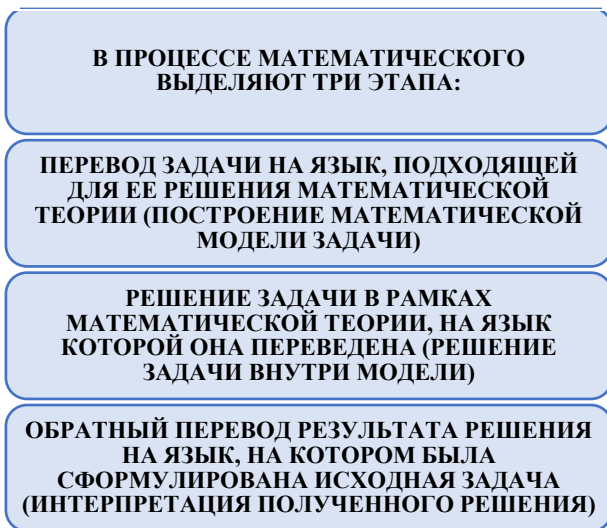 В ПРОЦЕССЕ МАТЕМАТИЧЕСКОГО
ВЫДЕЛЯЮТ ТРИ ЭТАПА:
ПЕРЕВОД ЗАДАЧИ НА ЯЗЫК, ПОДХОДЯЩЕЙ
ДЛЯ ЕЕ РЕШЕНИЯ МАТЕМАТИЧЕСКОЙ
ТЕОРИИ (ПОСТРОЕНИЕ МАТЕМАТИЧЕСКОЙ
МОДЕЛИ ЗАДАЧИ)
РЕШЕНИЕ ЗАДАЧИ В РАМКАХ
МАТЕМАТИЧЕСКОЙ ТЕОРИИ, НА ЯЗЫК
КОТОРОЙ ОНА ПЕРЕВЕДЕНА (РЕШЕНИЕ
ЗАДАЧИ ВНУТРИ МОДЕЛИ)
ОБРАТНЫЙ ПЕРЕВОД РЕЗУЛЬТАТА РЕШЕНИЯ
НА ЯЗЫК, НА КОТОРОМ БЫЛА
СФОРМУЛИРОВАНА ИСХОДНАЯ ЗАДАЧА
(ИНТЕРПРЕТАЦИЯ ПОЛУЧЕННОГО РЕШЕНИЯ)